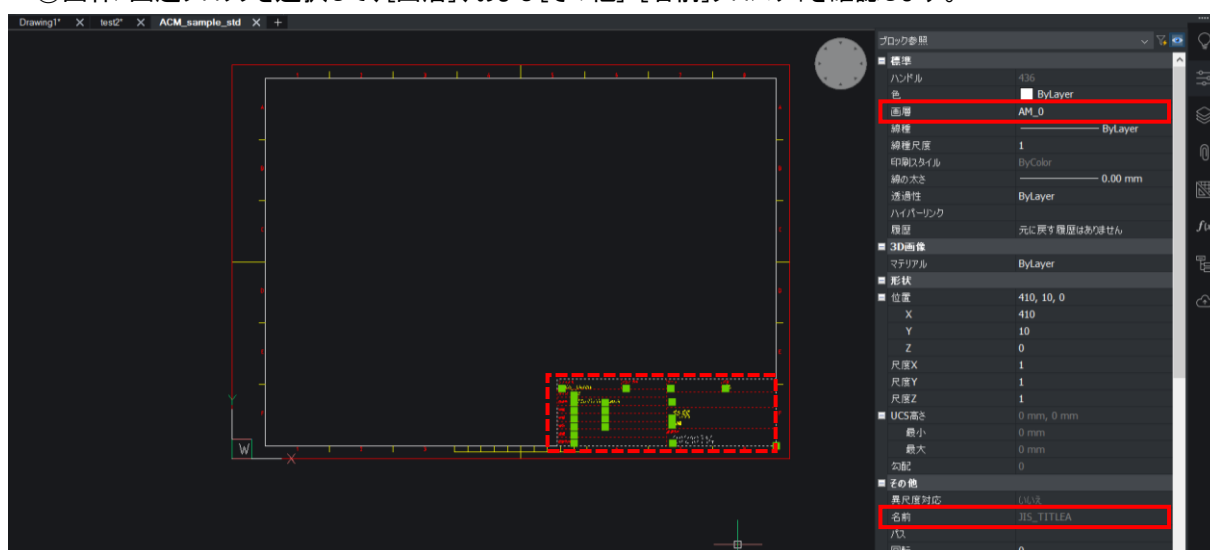 Drawing1* X test2* X ACM_sample_std X +
ブロック参照
標準
ハンドル 436
色 ByLayer
画層 AM_0
線種 ByLayer
線種尺度 1
印刷スタイル ByColor
線の太さ 0.00 mm
透過性 ByLayer
ハイパーリンク
履歴 元に戻す履歴はありません
3D画像
マテリアル ByLayer
形状
位置 410, 10, 0
X 410
Y 10
Z 0
尺度X 1
尺度Y 1
尺度Z 1
UCS高さ 0 mm, 0 mm
最小 0 mm
最大 0 mm
勾配 0
その他
異尺度対応 いいえ
名前 JIS_TITLEA
パス
回転 0
Y
W
X